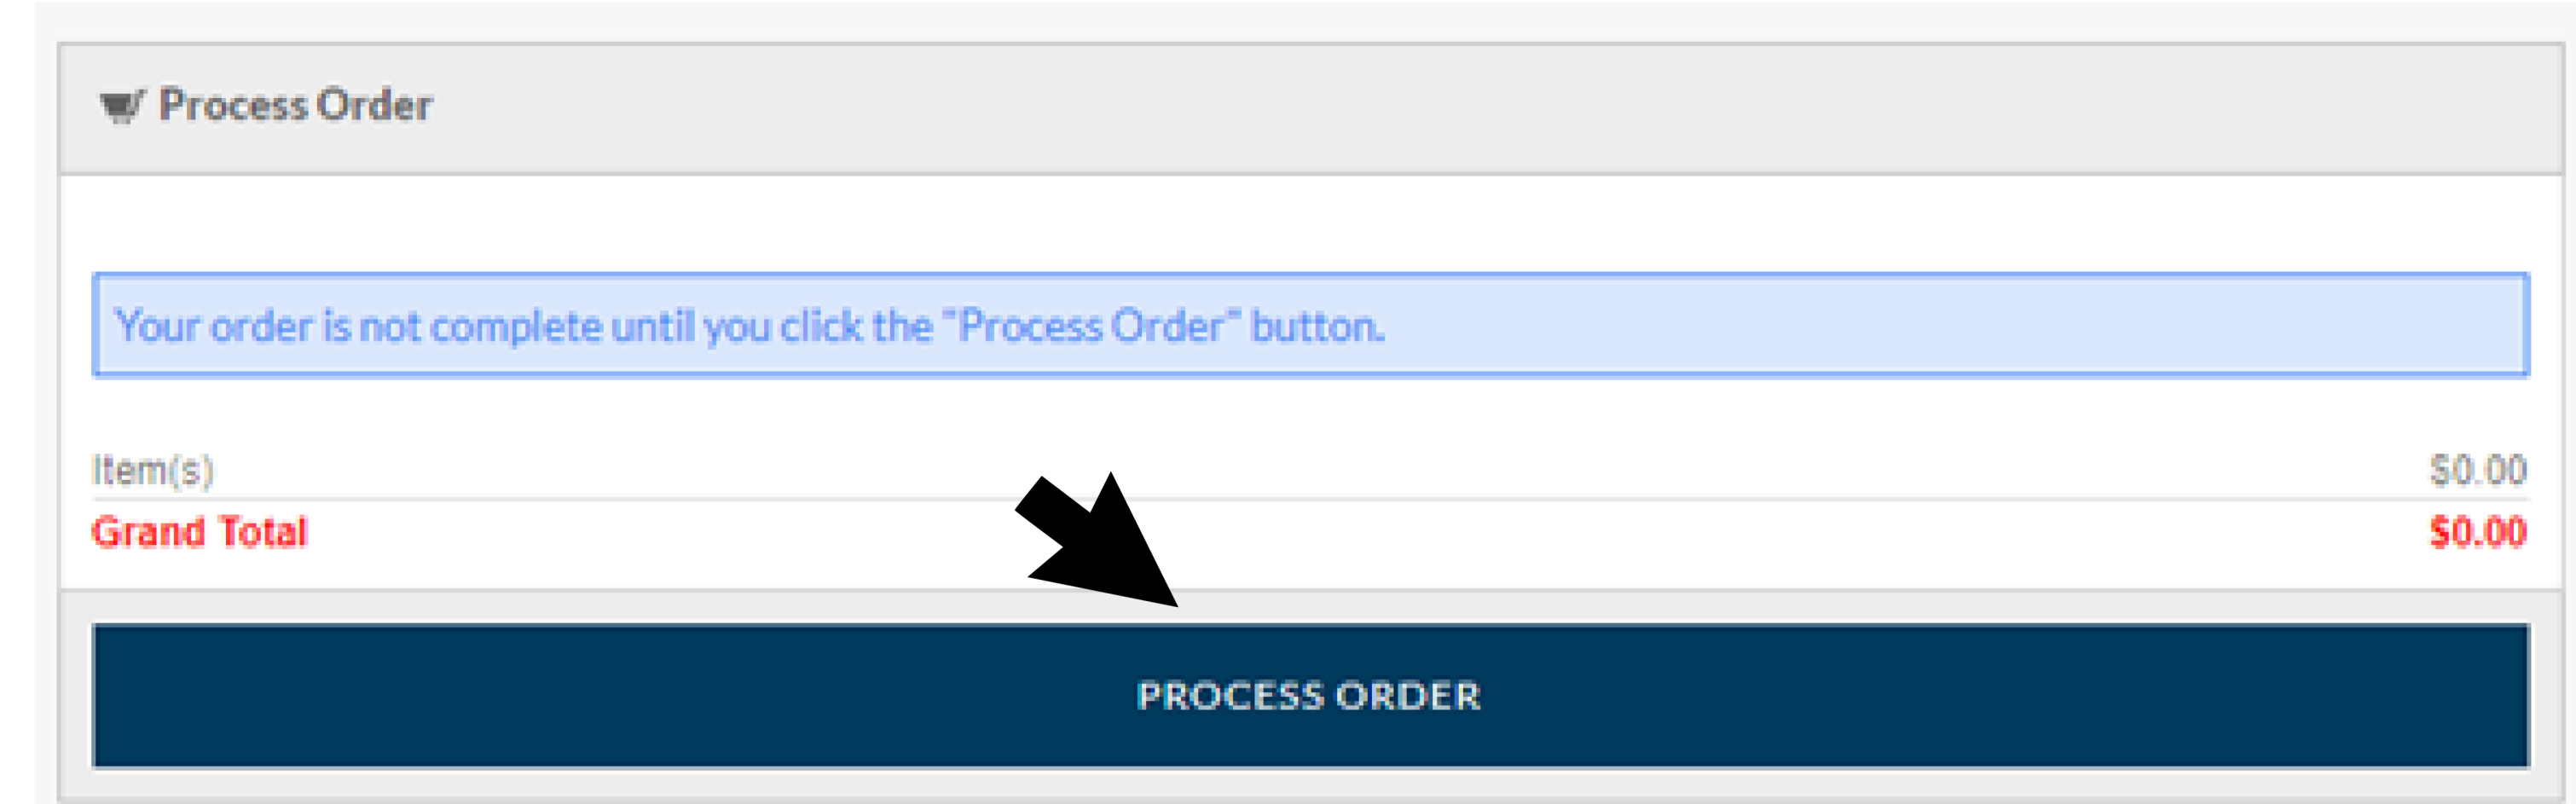 Process Order
Your order is not complete until you click the "Process Order" button.
Item(s) $0.00
Grand Total $0.00
PROCESS ORDER